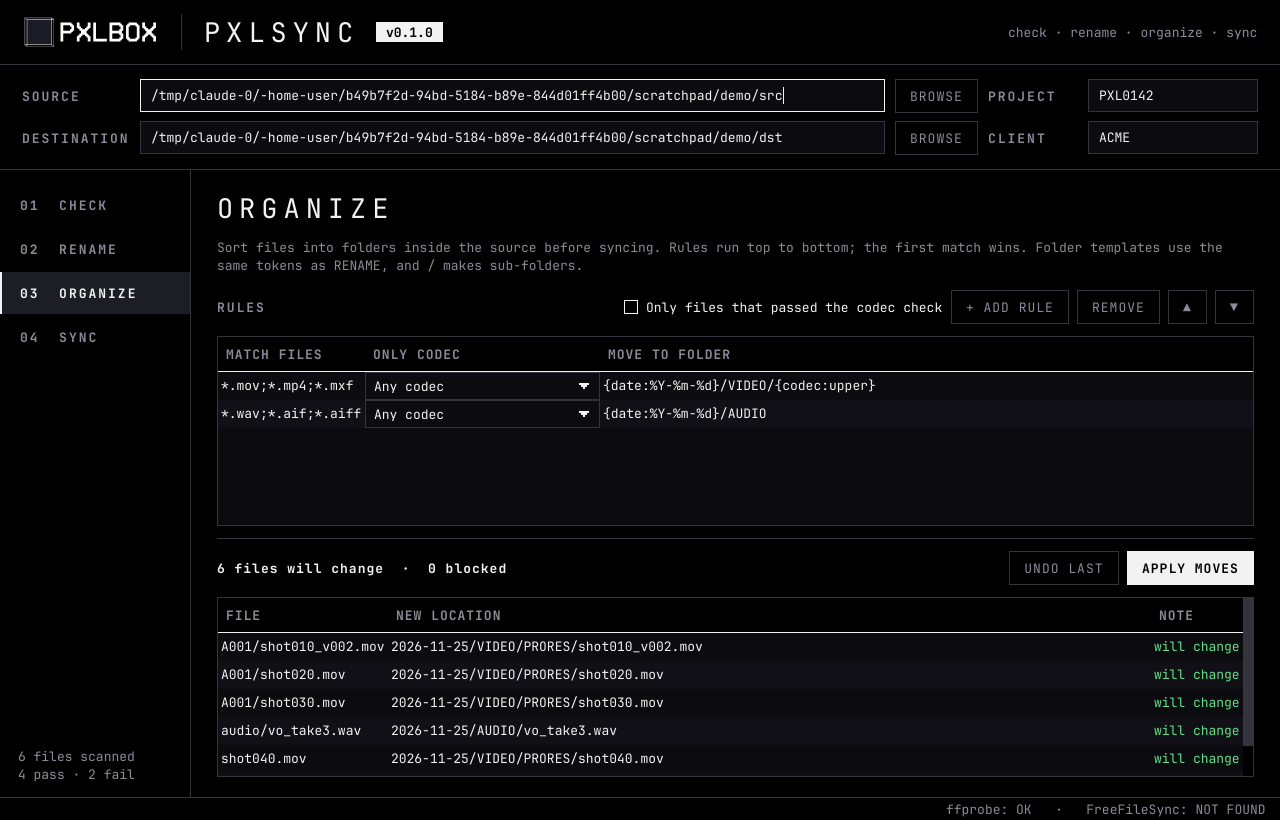 PXLBOX PXLSYNC v0.1.0 check · rename · organize · sync
SOURCE /tmp/claude-0/-home-user/b49b7f2d-94bd-5184-b89e-844d01ff4b00/scratchpad/demo/src BROWSE PROJECT PXL0142
DESTINATION /tmp/claude-0/-home-user/b49b7f2d-94bd-5184-b89e-844d01ff4b00/scratchpad/demo/dst BROWSE CLIENT ACME
01 CHECK
02 RENAME
03 ORGANIZE
04 SYNC
6 files scanned
4 pass · 2 fail
ORGANIZE
Sort files into folders inside the source before syncing. Rules run top to bottom; the first match wins. Folder templates use the
same tokens as RENAME, and / makes sub-folders.
RULES Only files that passed the codec check + ADD RULE REMOVE ▲ ▼
MATCH FILES ONLY CODEC MOVE TO FOLDER
*.mov;*.mp4;*.mxf Any codec {date:%Y-%m-%d}/VIDEO/{codec:upper}
*.wav;*.aif;*.aiff Any codec {date:%Y-%m-%d}/AUDIO
6 files will change · 0 blocked UNDO LAST APPLY MOVES
FILE NEW LOCATION NOTE
A001/shot010_v002.mov 2026-11-25/VIDEO/PRORES/shot010_v002.mov will change
A001/shot020.mov 2026-11-25/VIDEO/PRORES/shot020.mov will change
A001/shot030.mov 2026-11-25/VIDEO/PRORES/shot030.mov will change
audio/vo_take3.wav 2026-11-25/AUDIO/vo_take3.wav will change
shot040.mov 2026-11-25/VIDEO/PRORES/shot040.mov will change
ffprobe: OK · FreeFileSync: NOT FOUND